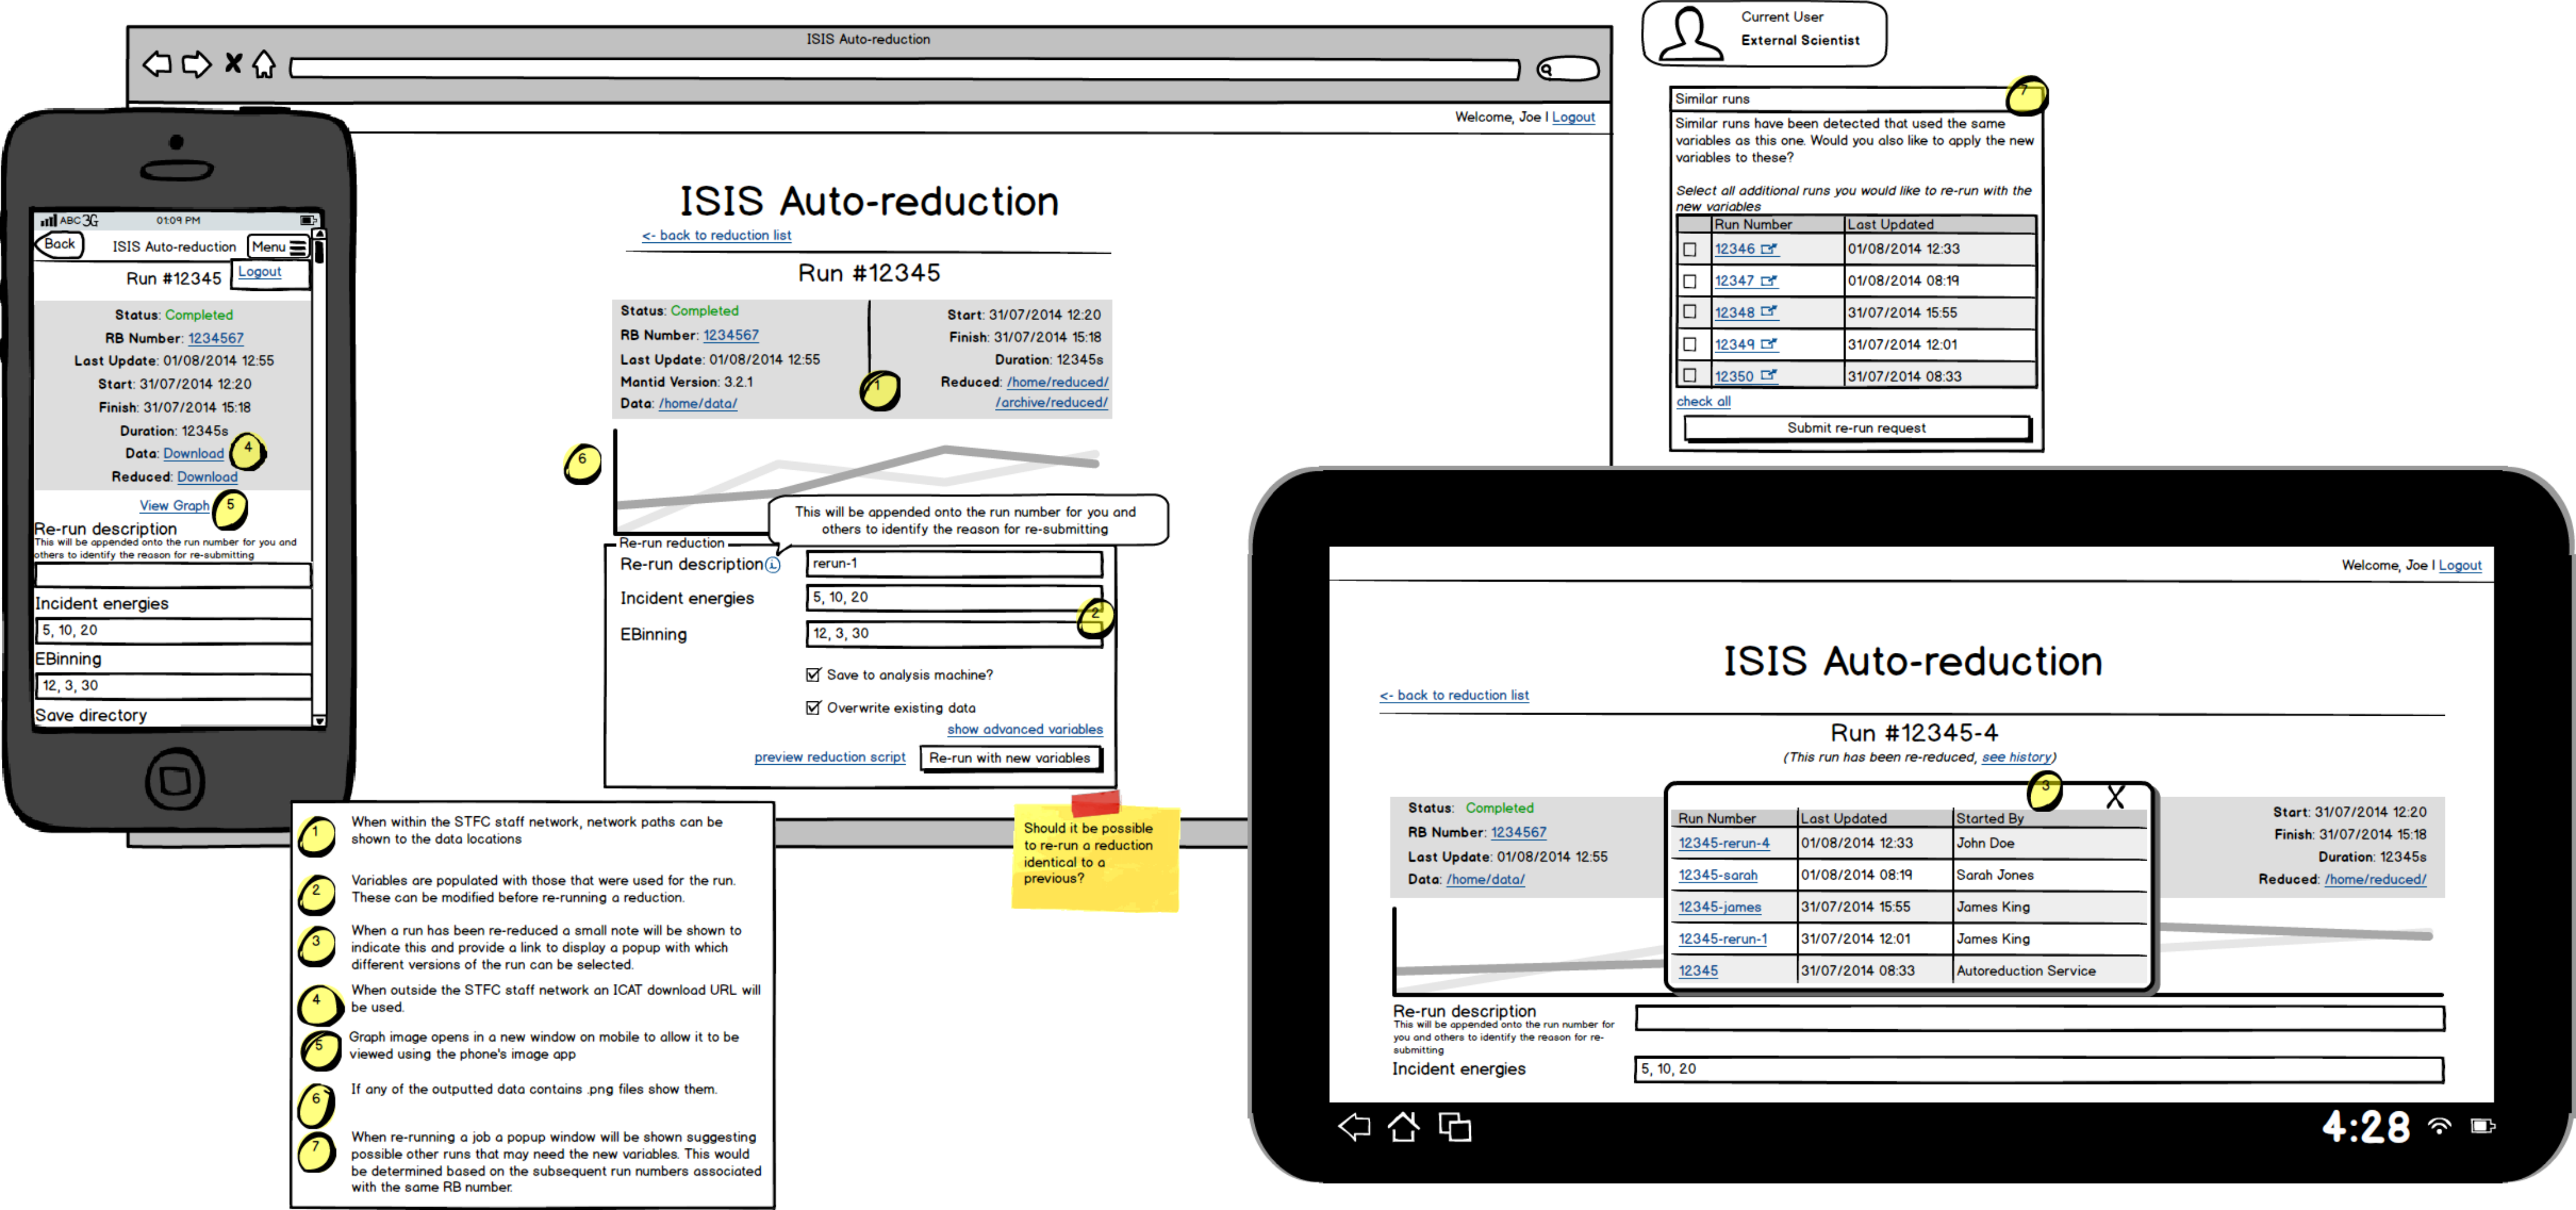 ISIS Auto-reduction
Welcome, Joe | Logout
ISIS Auto-reduction
<- back to reduction list
Run #12345
Status: Completed
RB Number: 1234567
Last Update: 01/08/2014 12:55
Mantid Version: 3.2.1
Data: /home/data/
1
Start: 31/07/2014 12:20
Finish: 31/07/2014 15:18
Duration: 12345s
Reduced: /home/reduced/
/archive/reduced/
6
This will be appended onto the run number for you and
others to identify the reason for re-submitting
Re-run reduction
Re-run description i
rerun-1
Incident energies
5, 10, 20
2
EBinning
12, 3, 30
Save to analysis machine?
Overwrite existing data
show advanced variables
preview reduction script
Re-run with new variables
ABC 3G
01:09 PM
Back
ISIS Auto-reduction
Menu
Logout
Run #12345
Status: Completed
RB Number: 1234567
Last Update: 01/08/2014 12:55
Start: 31/07/2014 12:20
Finish: 31/07/2014 15:18
Duration: 12345s
Data: Download
4
Reduced: Download
View Graph
5
Re-run description
This will be appended onto the run number for you and
others to identify the reason for re-submitting
Incident energies
5, 10, 20
EBinning
12, 3, 30
Save directory
1
When within the STFC staff network, network paths can be
shown to the data locations
2
Variables are populated with those that were used for the run.
These can be modified before re-running a reduction.
3
When a run has been re-reduced a small note will be shown to
indicate this and provide a link to display a popup with which
different versions of the run can be selected.
4
When outside the STFC staff network an ICAT download URL will
be used.
5
Graph image opens in a new window on mobile to allow it to be
viewed using the phone's image app
6
If any of the outputted data contains .png files show them.
7
When re-running a job a popup window will be shown suggesting
possible other runs that may need the new variables. This would
be determined based on the subsequent run numbers associated
with the same RB number.
Should it be possible
to re-run a reduction
identical to a
previous?
Current User
External Scientist
Similar runs
7
Similar runs have been detected that used the same
variables as this one. Would you also like to apply the new
variables to these?
Select all additional runs you would like to re-run with the
new variables
Run Number Last Updated
12346 01/08/2014 12:33
12347 01/08/2014 08:19
12348 31/07/2014 15:55
12349 31/07/2014 12:01
12350 31/07/2014 08:33
check all
Submit re-run request
Welcome, Joe | Logout
ISIS Auto-reduction
<- back to reduction list
Run #12345-4
(This run has been re-reduced, see history)
3
X
Status: Completed
RB Number: 1234567
Last Update: 01/08/2014 12:55
Data: /home/data/
Run Number Last Updated Started By
12345-rerun-4 01/08/2014 12:33 John Doe
12345-sarah 01/08/2014 08:19 Sarah Jones
12345-james 31/07/2014 15:55 James King
12345-rerun-1 31/07/2014 12:01 James King
12345 31/07/2014 08:33 Autoreduction Service
Start: 31/07/2014 12:20
Finish: 31/07/2014 15:18
Duration: 12345s
Reduced: /home/reduced/
Re-run description
This will be appended onto the run number for
you and others to identify the reason for re-
submitting
Incident energies
5, 10, 20
4:28